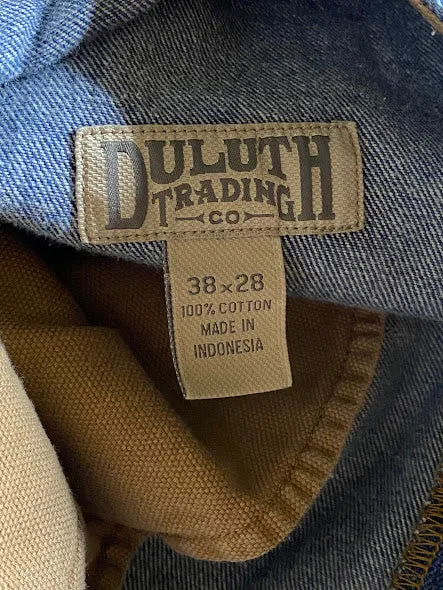 DULUTH
TRADING
CO
38x28
100% COTTON
MADE IN
INDONESIA